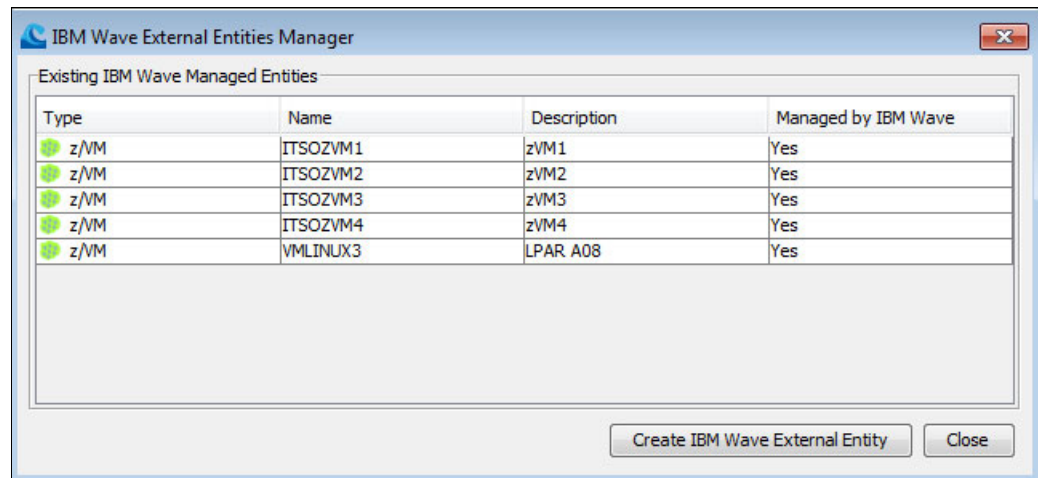 IBM Wave External Entities Manager
Existing IBM Wave Managed Entities
Type Name Description Managed by IBM Wave
z/VM ITSOZVM1 zVM1 Yes
z/VM ITSOZVM2 zVM2 Yes
z/VM ITSOZVM3 zVM3 Yes
z/VM ITSOZVM4 zVM4 Yes
z/VM VMLINUX3 LPAR A08 Yes
Create IBM Wave External Entity Close